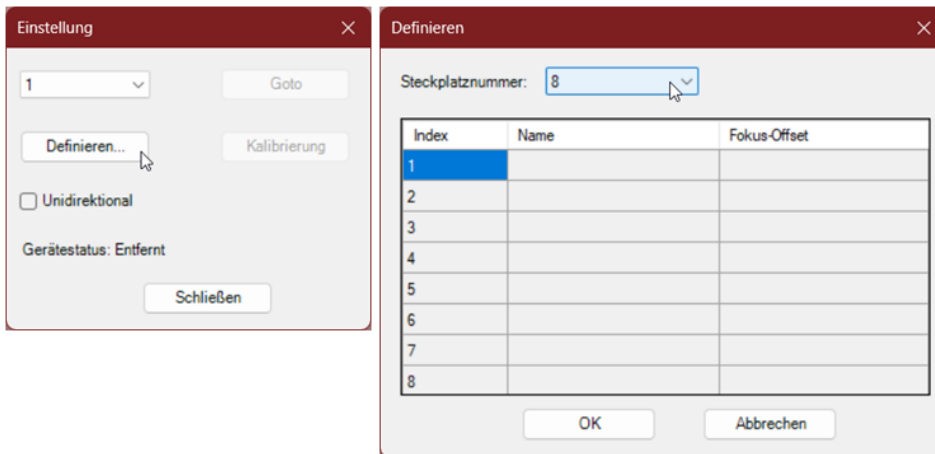 Einstellung
1
Goto
Definieren...
Kalibrierung
Unidirektional
Gerätestatus: Entfernt
Schließen
Definieren
Steckplatznummer: 8
Index Name Fokus-Offset
1
2
3
4
5
6
7
8
OK Abbrechen